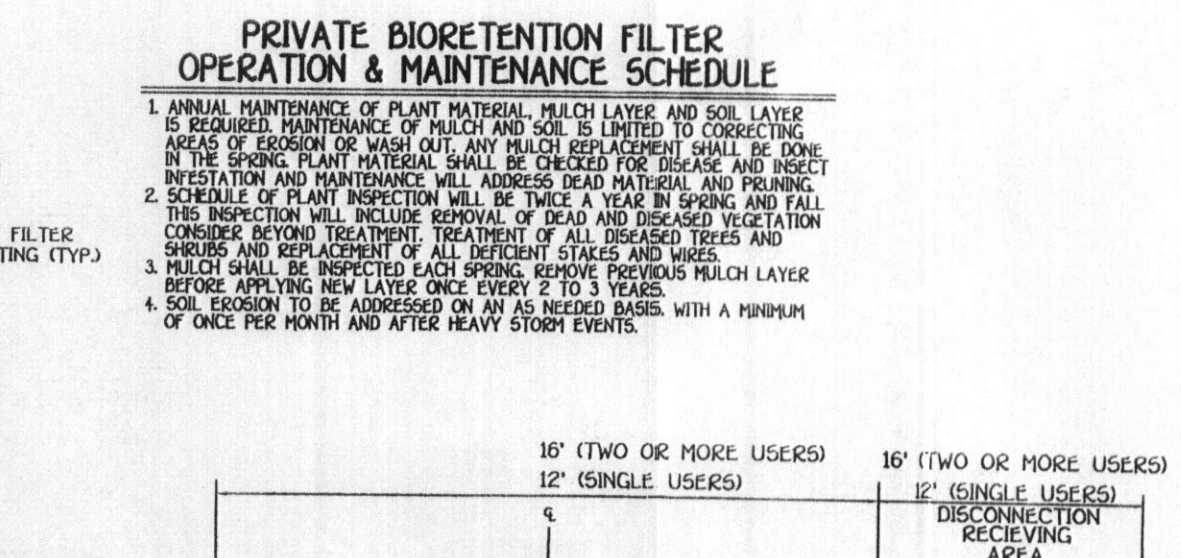 PRIVATE BIORETENTION FILTER
OPERATION & MAINTENANCE SCHEDULE
1. ANNUAL MAINTENANCE OF PLANT MATERIAL, MULCH LAYER AND SOIL LAYER
IS REQUIRED. MAINTENANCE OF MULCH AND SOIL IS LIMITED TO CORRECTING
AREAS OF EROSION OR WASH OUT. ANY MULCH REPLACEMENT SHALL BE DONE
IN THE SPRING. PLANT MATERIAL SHALL BE CHECKED FOR DISEASE AND INSECT
INFESTATION AND MAINTENANCE WILL ADDRESS DEAD MATERIAL AND PRUNING.
2. SCHEDULE OF PLANT INSPECTION WILL BE TWICE A YEAR IN SPRING AND FALL
THIS INSPECTION WILL INCLUDE REMOVAL OF DEAD AND DISEASED VEGETATION
CONSIDER BEYOND TREATMENT. TREATMENT OF ALL DISEASED TREES AND
SHRUBS AND REPLACEMENT OF ALL DEFICIENT STAKES AND WIRES.
3. MULCH SHALL BE INSPECTED EACH SPRING. REMOVE PREVIOUS MULCH LAYER
BEFORE APPLYING NEW LAYER ONCE EVERY 2 TO 3 YEARS.
4. SOIL EROSION TO BE ADDRESSED ON AN AS NEEDED BASIS. WITH A MINIMUM
OF ONCE PER MONTH AND AFTER HEAVY STORM EVENTS.
FILTER
TING (TYP.)
16' (TWO OR MORE USERS)
12' (SINGLE USERS)
℄
16' (TWO OR MORE USERS)
12' (SINGLE USERS)
DISCONNECTION
RECIEVING
AREA